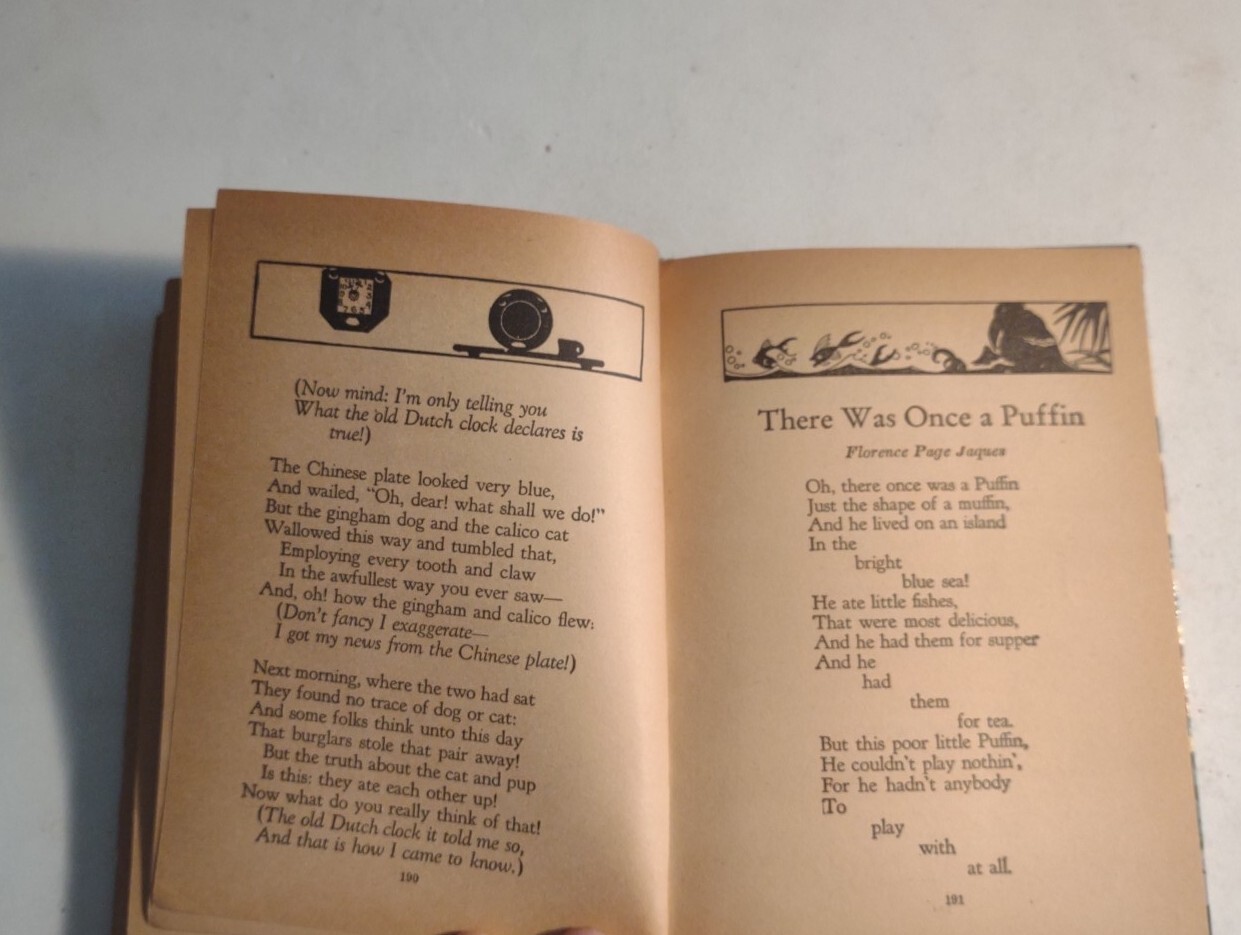 (Now mind: I'm only telling you
What the old Dutch clock declares is
true!)
The Chinese plate looked very blue,
And wailed, "Oh, dear! what shall we do!"
But the gingham dog and the calico cat
Wallowed this way and tumbled that,
Employing every tooth and claw
In the awfullest way you ever saw—
And, oh! how the gingham and calico flew:
(Don't fancy I exaggerate—
I got my news from the Chinese plate!)
Next morning, where the two had sat
They found no trace of dog or cat:
And some folks think unto this day
That burglars stole that pair away!
But the truth about the cat and pup
Is this: they ate each other up!
Now what do you really think of that!
(The old Dutch clock it told me so,
And that is how I came to know.)
190
There Was Once a Puffin
Florence Page Jaques
Oh, there once was a Puffin
Just the shape of a muffin,
And he lived on an island
In the
bright
blue sea!
He ate little fishes,
That were most delicious,
And he had them for supper
And he
had
them
for tea.
But this poor little Puffin,
He couldn't play nothin',
For he hadn't anybody
To
play
with
at all.
191